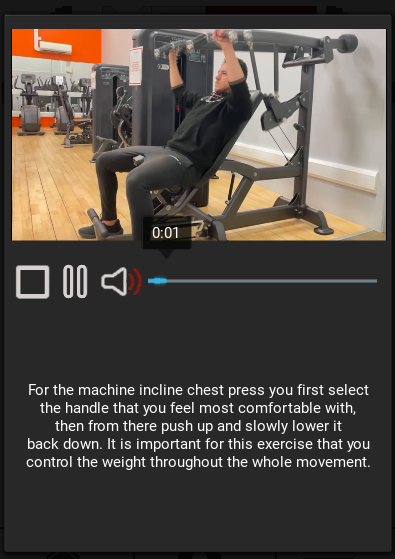 0:01
For the machine incline chest press you first select
the handle that you feel most comfortable with,
then from there push up and slowly lower it
back down. It is important for this exercise that you
control the weight throughout the whole movement.